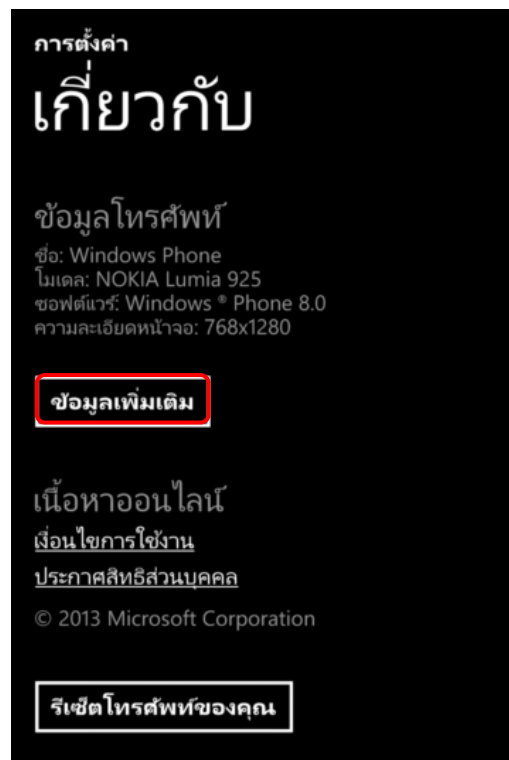 การตั้งค่า
เกี่ยวกับ
ข้อมูลโทรศัพท์
ชื่อ: Windows Phone
โมเดล: NOKIA Lumia 925
ซอฟต์แวร์: Windows ® Phone 8.0
ความละเอียดหน้าจอ: 768x1280
ข้อมูลเพิ่มเติม
เนื้อหาออนไลน์
เงื่อนไขการใช้งาน
ประกาศสิทธิส่วนบุคคล
© 2013 Microsoft Corporation
รีเซ็ตโทรศัพท์ของคุณ